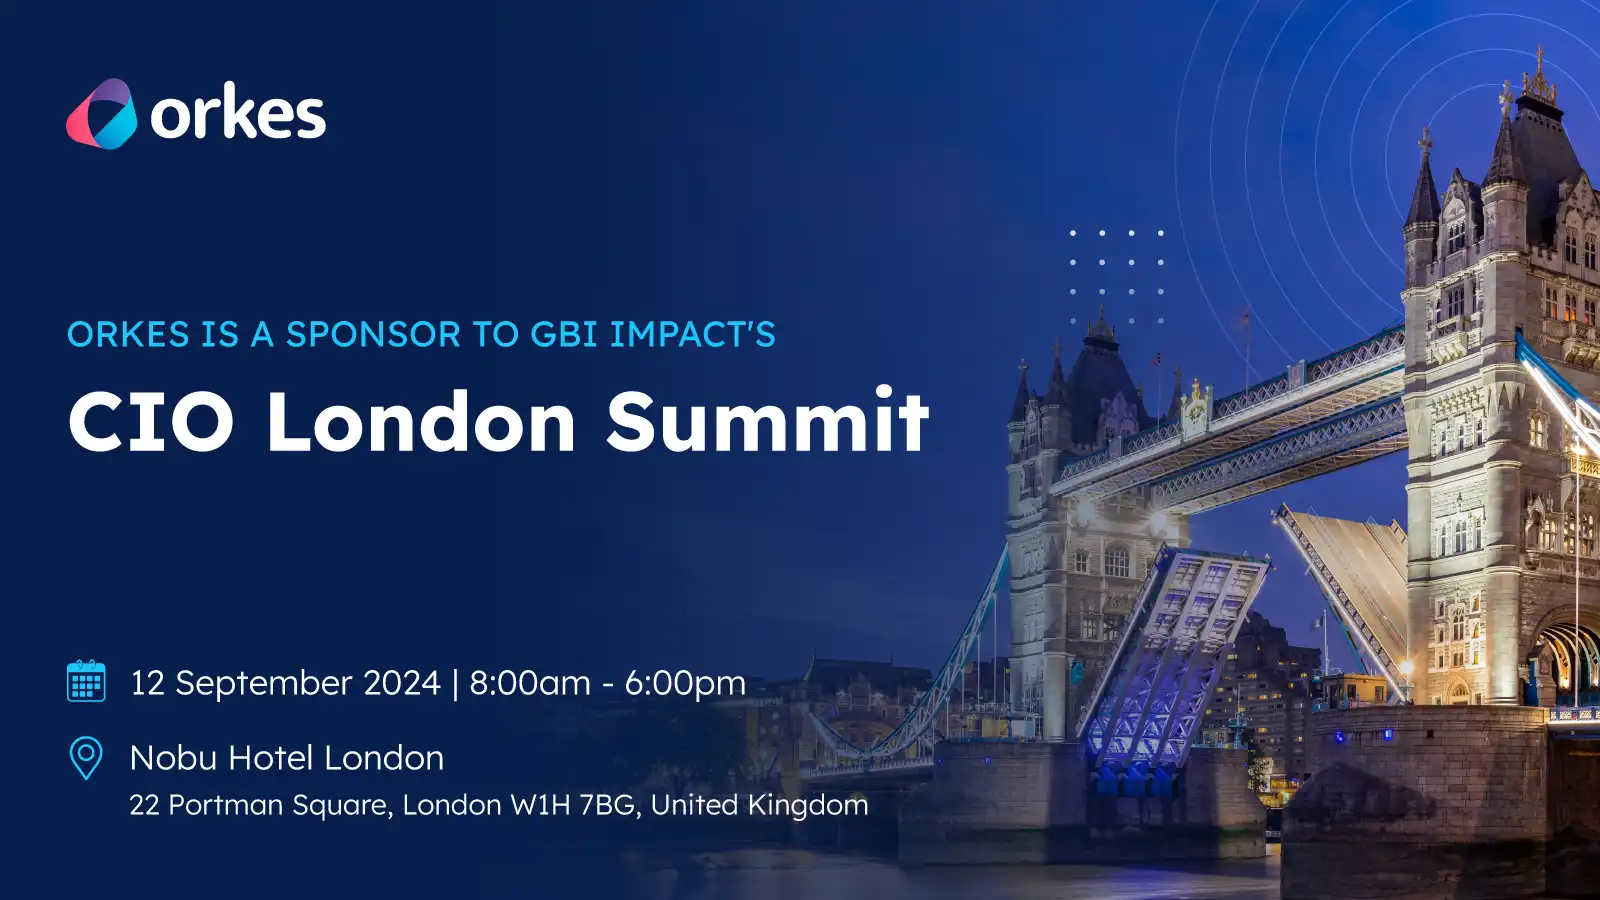 orkes
ORKES IS A SPONSOR TO GBI IMPACT'S
CIO London Summit
12 September 2024 | 8:00am - 6:00pm
Nobu Hotel London
22 Portman Square, London W1H 7BG, United Kingdom